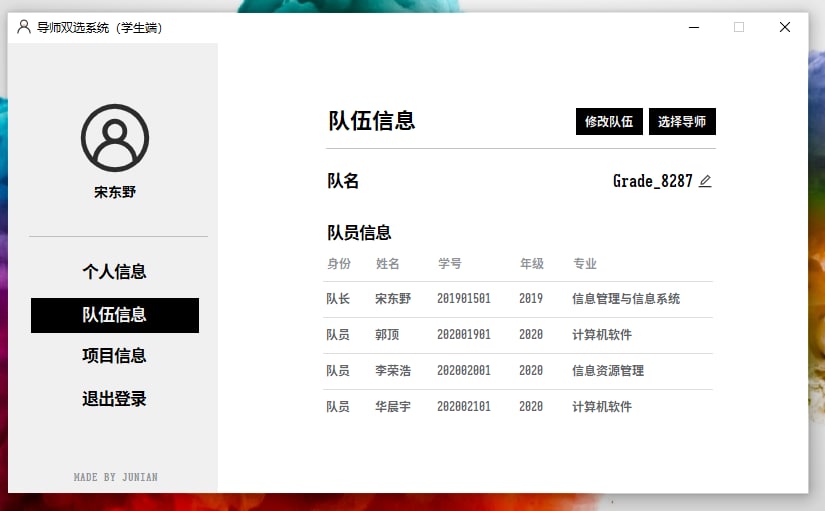 导师双选系统（学生端）
宋东野
个人信息
队伍信息
项目信息
退出登录
MADE BY JUNIAN
队伍信息 修改队伍 选择导师
队名 Grade_8287
队员信息
身份 姓名 学号 年级 专业
队长 宋东野 201901501 2019 信息管理与信息系统
队员 郭顶 202001901 2020 计算机软件
队员 李荣浩 202002001 2020 信息资源管理
队员 华晨宇 202002101 2020 计算机软件